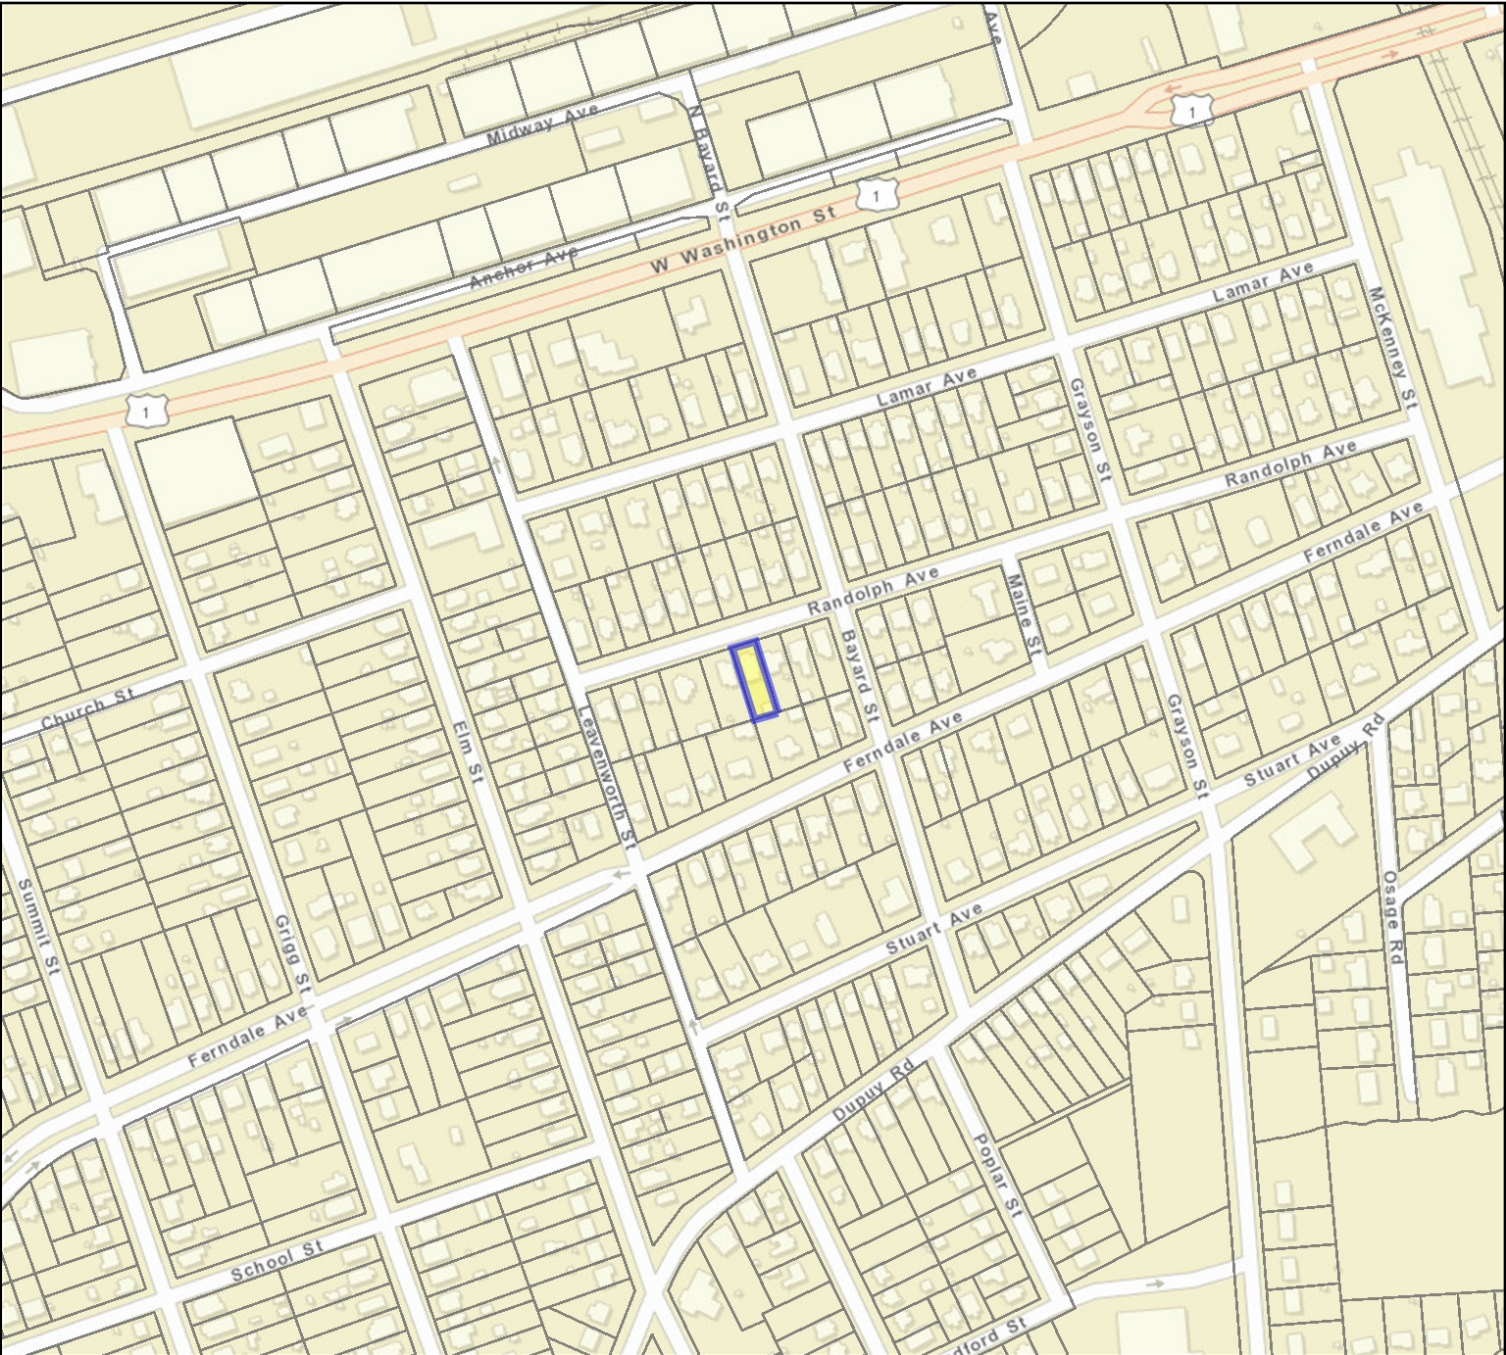 Ave
1
Midway Ave
N Bayard St
1
W Washington St
Anchor Ave
Lamar Ave
McKenney St
Lamar Ave
Grayson St
1
Randolph Ave
Ferndale Ave
Randolph Ave
Maine St
Bayard St
Church St
Elm St
Leavenworth St
Ferndale Ave
Grayson St
Stuart Ave
Dupuy Rd
Osage Rd
Summit St
Grigg St
Stuart Ave
Ferndale Ave
Dupuy Rd
Poplar St
School St
dford St